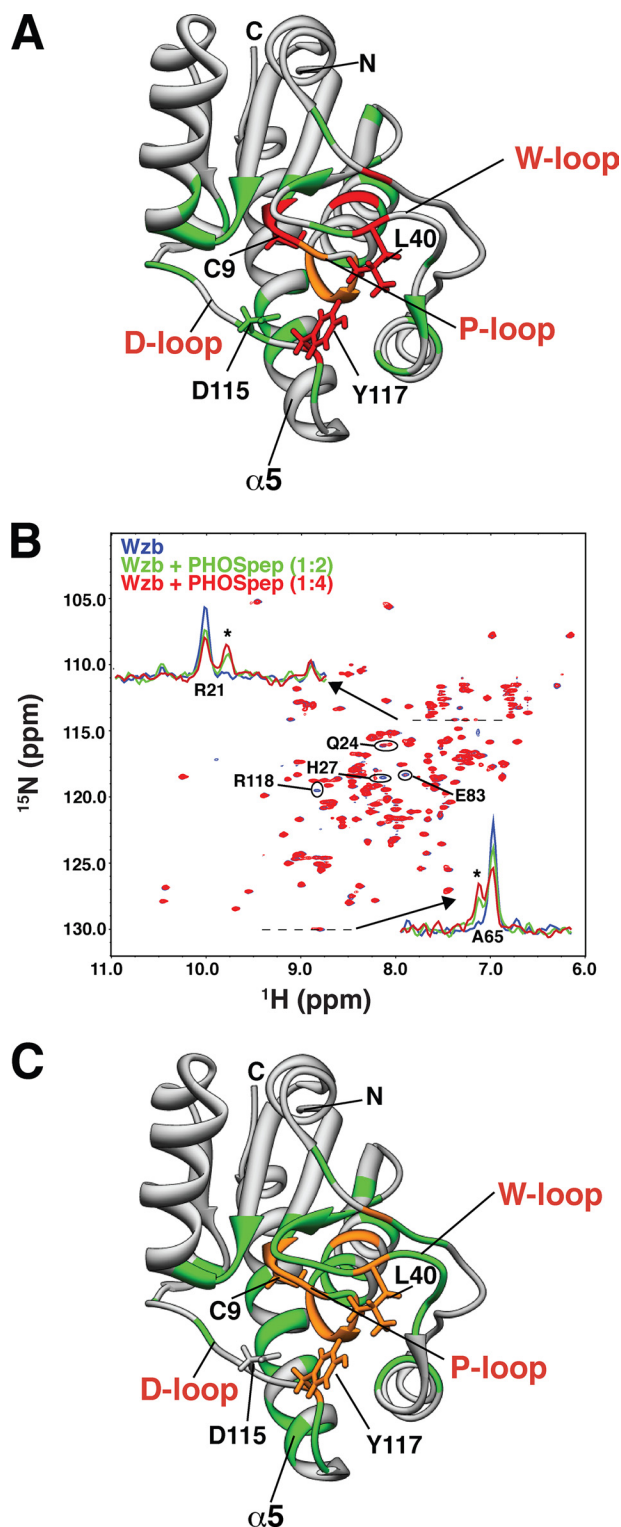 A
C
N
W-loop
C9
L40
D-loop
P-loop
D115
Y117
α5
B
Wzb
Wzb + PHOSpep (1:2)
Wzb + PHOSpep (1:4)
105.0
110.0
115.0
120.0
125.0
130.0
15N (ppm)
*
R21
Q24
H27
R118
E83
*
A65
11.0 10.0 9.0 8.0 7.0 6.0
1H (ppm)
C
C
N
W-loop
C9
L40
D-loop
P-loop
D115
Y117
α5